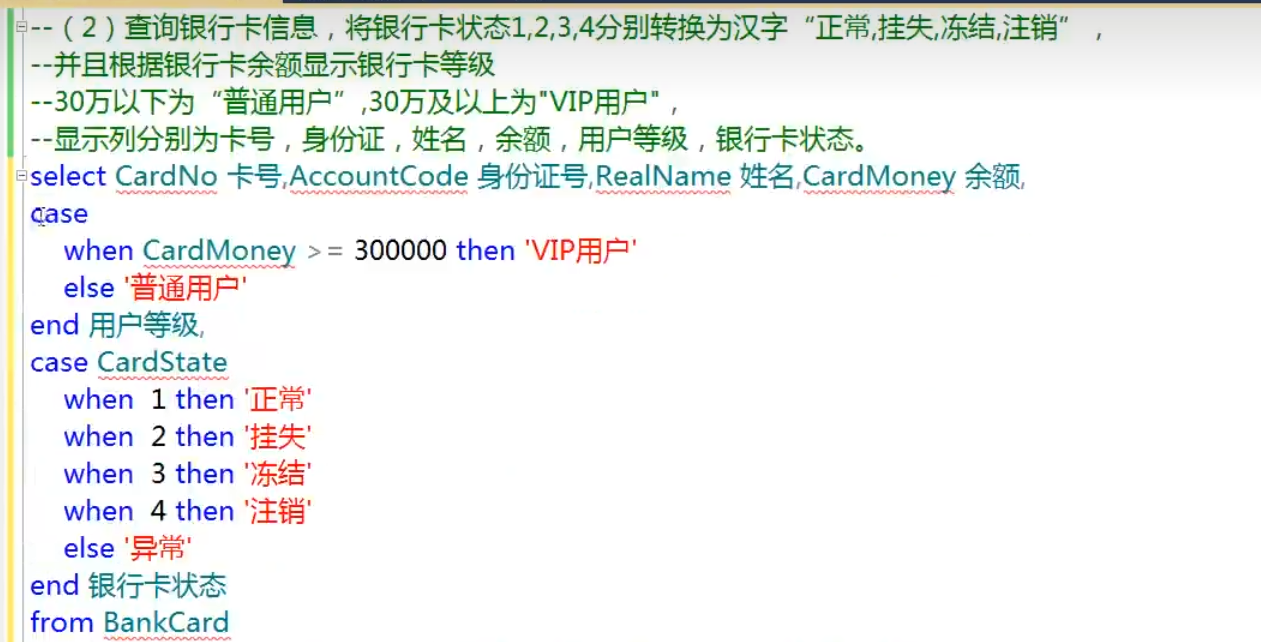 --（2）查询银行卡信息，将银行卡状态1,2,3,4分别转换为汉字“正常,挂失,冻结,注销”，
--并且根据银行卡余额显示银行卡等级
--30万以下为“普通用户”,30万及以上为"VIP用户"，
--显示列分别为卡号，身份证，姓名，余额，用户等级，银行卡状态。
select CardNo 卡号,AccountCode 身份证号,RealName 姓名,CardMoney 余额,
case
when CardMoney >= 300000 then 'VIP用户'
else '普通用户'
end 用户等级,
case CardState
when 1 then '正常'
when 2 then '挂失'
when 3 then '冻结'
when 4 then '注销'
else '异常'
end 银行卡状态
from BankCard